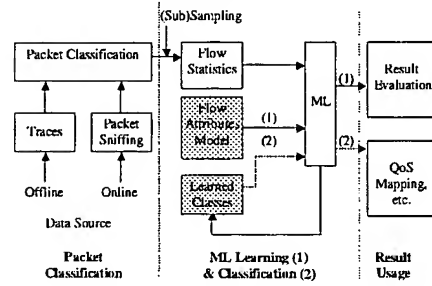 (Sub)Sampling
Packet Classification
Flow
Statistics
ML
(1)
Result
Evaluation
Flow
Attributes
Model
(1)
(2)
Traces
Packet
Sniffing
(2)
QoS
Mapping,
etc.
Learned
Classes
Offline
Online
Data Source
Packet
Classification
ML Learning (1)
& Classification (2)
Result
Usage